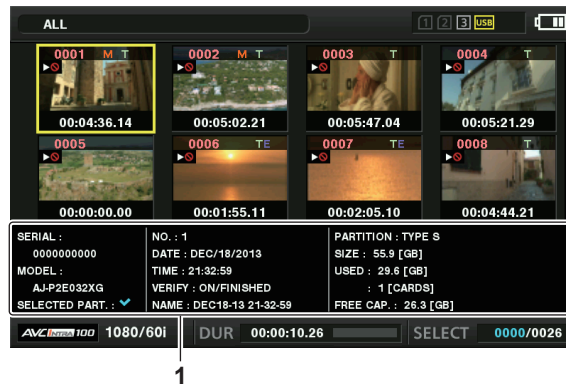 ALL
1 2 3 USB
0001 M T
0002 M T
0003 T
0004 T
00:04:36.14
00:05:02.21
00:05:47.04
00:05:21.29
0005
0006 TE
0007 TE
0008 T
00:00:00.00
00:01:55.11
00:02:05.10
00:04:44.21
SERIAL :
0000000000
MODEL :
AJ-P2E032XG
SELECTED PART. :
NO. : 1
DATE : DEC/18/2013
TIME : 21:32:59
VERIFY : ON/FINISHED
NAME : DEC18-13 21-32-59
PARTITION : TYPE S
SIZE : 55.9 [GB]
USED : 29.6 [GB]
: 1 [CARDS]
FREE CAP. : 26.3 [GB]
AVC INTRA 100 1080/60i DUR 00:00:10.26 SELECT 0000/0026
1